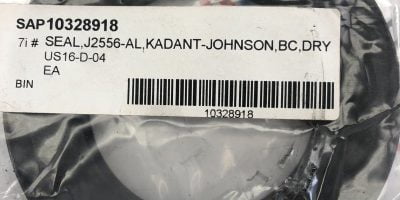 SAP10328918
7i # SEAL,J2556-AL,KADANT-JOHNSON,BC,DRY
US16-D-04
EA
BIN
10328918